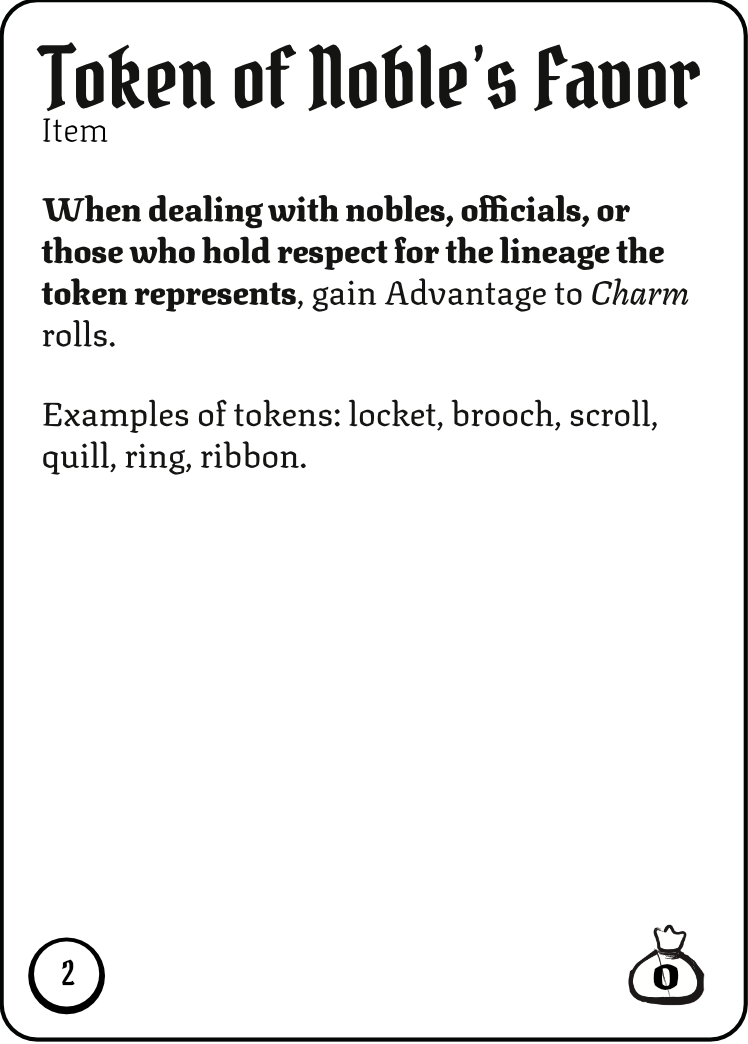 Token of Noble's Favor
Item
When dealing with nobles, officials, or
those who hold respect for the lineage the
token represents, gain Advantage to Charm
rolls.
Examples of tokens: locket, brooch, scroll,
quill, ring, ribbon.
2
0